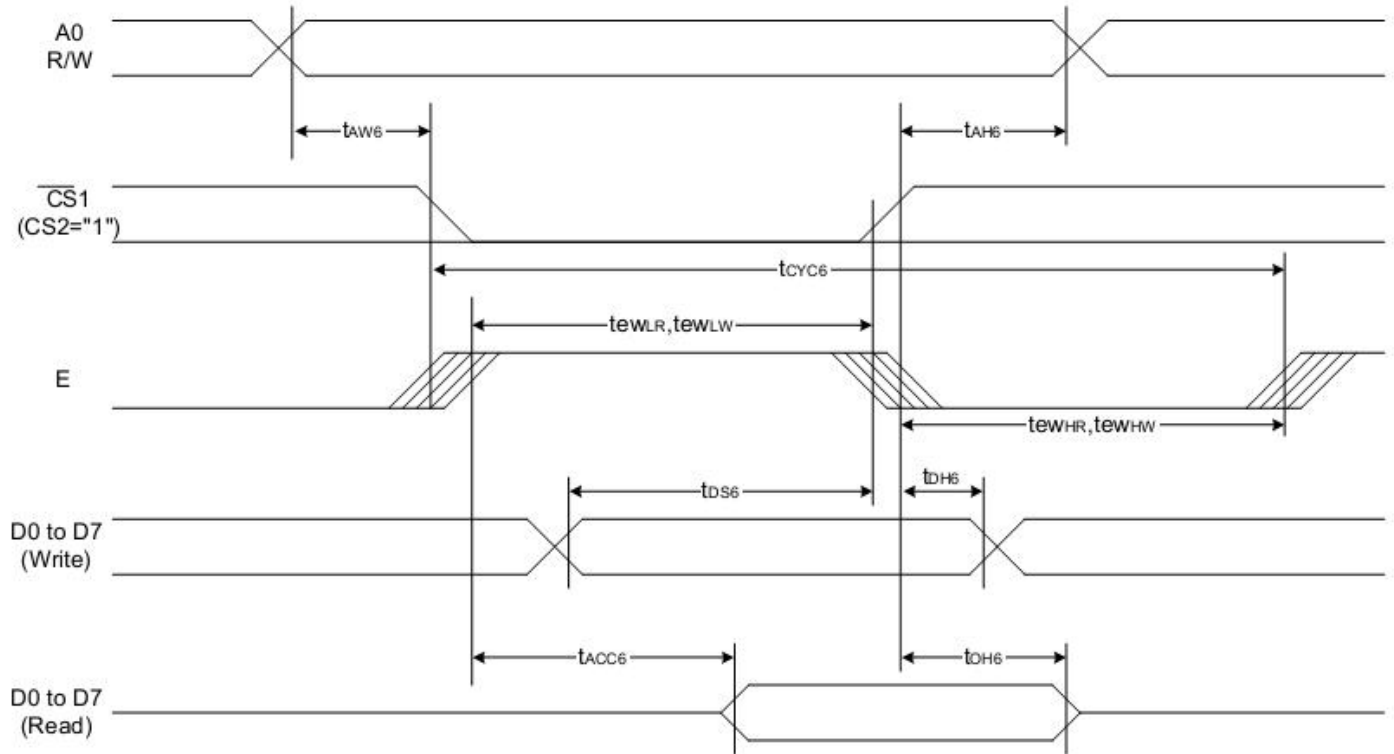 A0
R/W
tAW6
tAH6
CS1
(CS2="1")
tCYC6
tewLR,tewLW
E
tewHR,tewHW
tDS6
tDH6
D0 to D7
(Write)
tACC6
tOH6
D0 to D7
(Read)